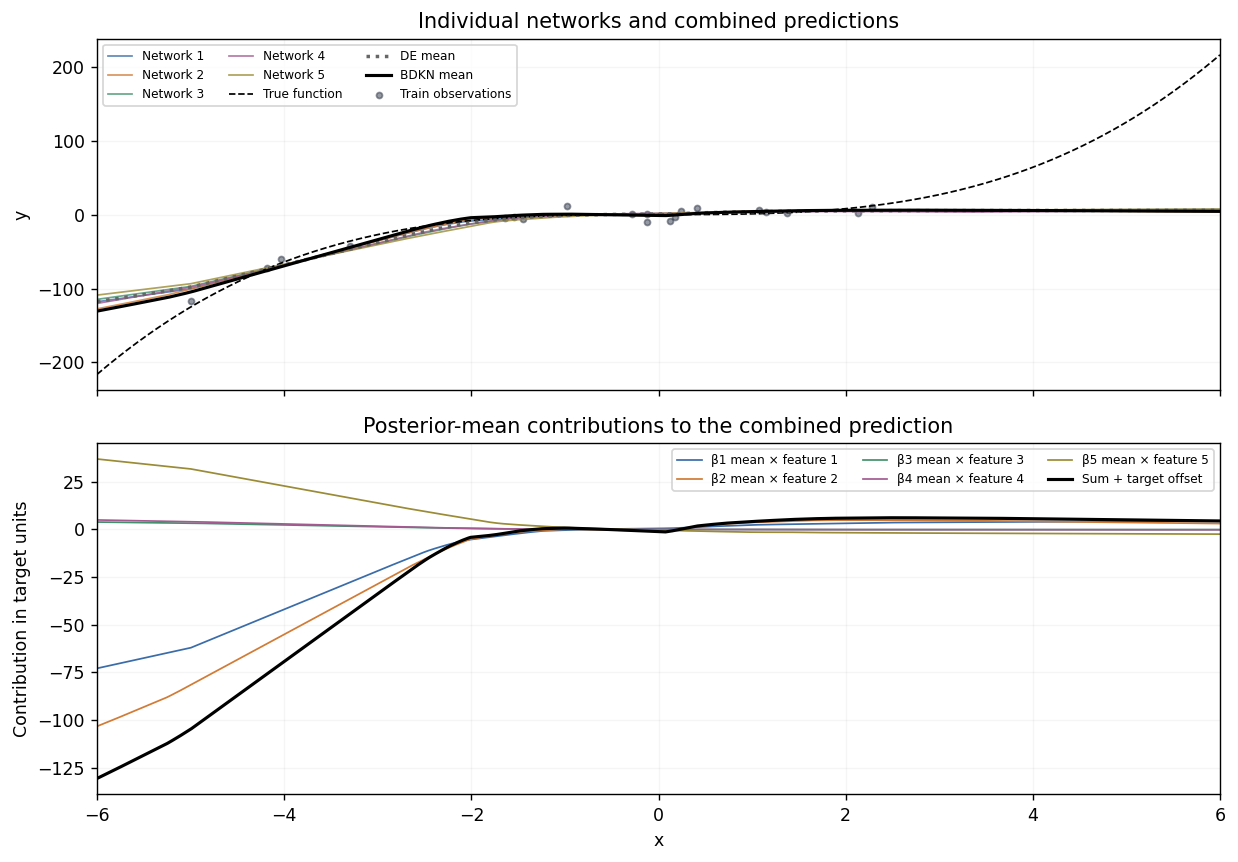 Individual networks and combined predictions
Network 1 Network 4 DE mean
Network 2 Network 5 BDKN mean
Network 3 True function Train observations
200
100
0
−100
−200
y
Posterior-mean contributions to the combined prediction
β1 mean × feature 1 β3 mean × feature 3 β5 mean × feature 5
β2 mean × feature 2 β4 mean × feature 4 Sum + target offset
25
0
−25
−50
−75
−100
−125
Contribution in target units
−6 −4 −2 0 2 4 6
x